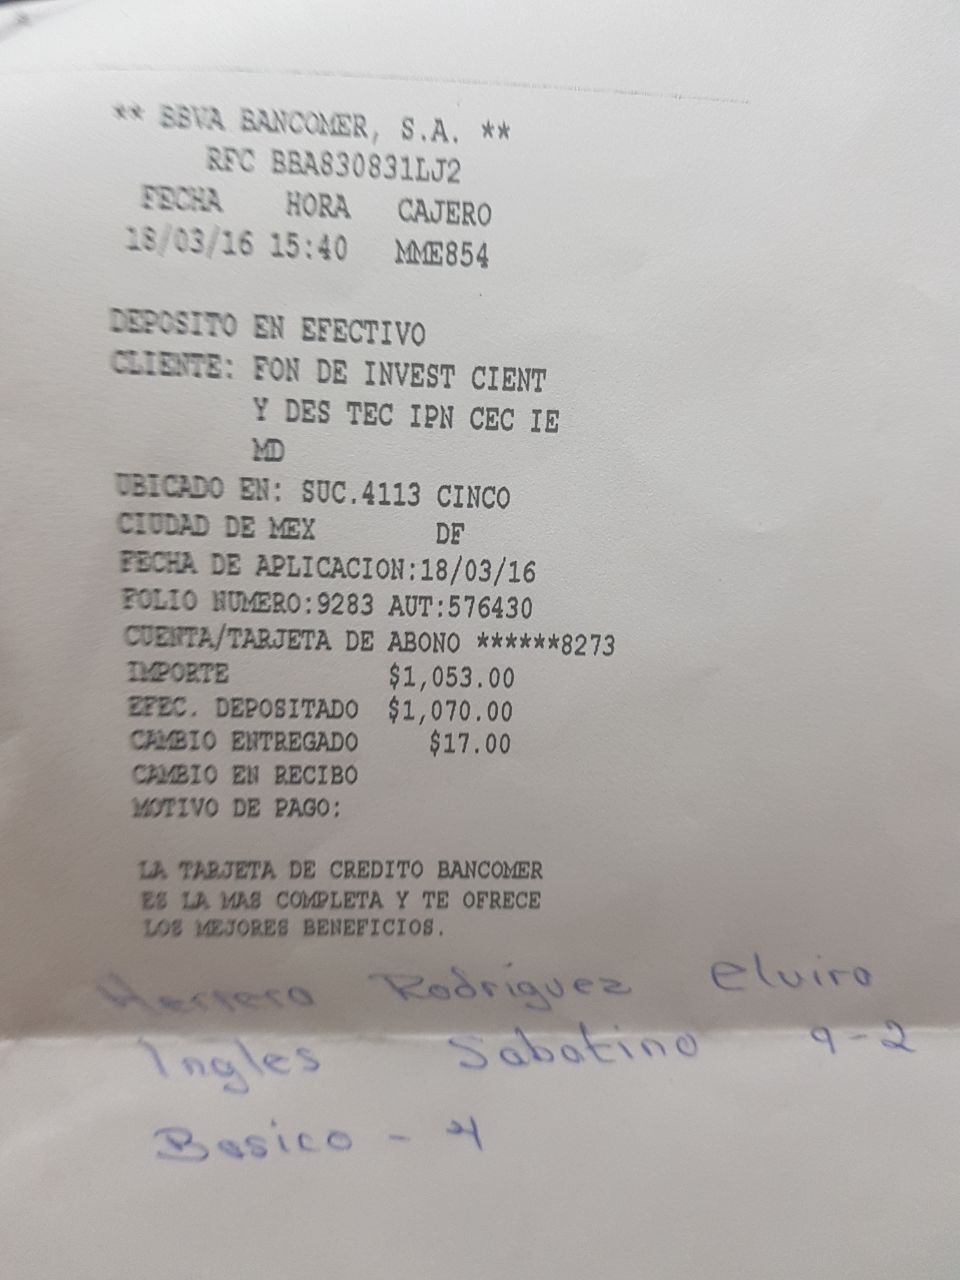 ** BBVA BANCOMER, S.A. **
RFC BBA830831LJ2
FECHA HORA CAJERO
18/03/16 15:40 MME854
DEPOSITO EN EFECTIVO
CLIENTE: FON DE INVEST CIENT
Y DES TEC IPN CEC IE
MD
UBICADO EN: SUC.4113 CINCO
CIUDAD DE MEX DF
FECHA DE APLICACION:18/03/16
FOLIO NUMERO:9283 AUT:576430
CUENTA/TARJETA DE ABONO ******8273
IMPORTE $1,053.00
EFEC. DEPOSITADO $1,070.00
CAMBIO ENTREGADO $17.00
CAMBIO EN RECIBO
MOTIVO DE PAGO:
LA TARJETA DE CREDITO BANCOMER
ES LA MAS COMPLETA Y TE OFRECE
LOS MEJORES BENEFICIOS.
Herrera Rodríguez Elvira
Ingles Sabatino 9-2
Basico - 4